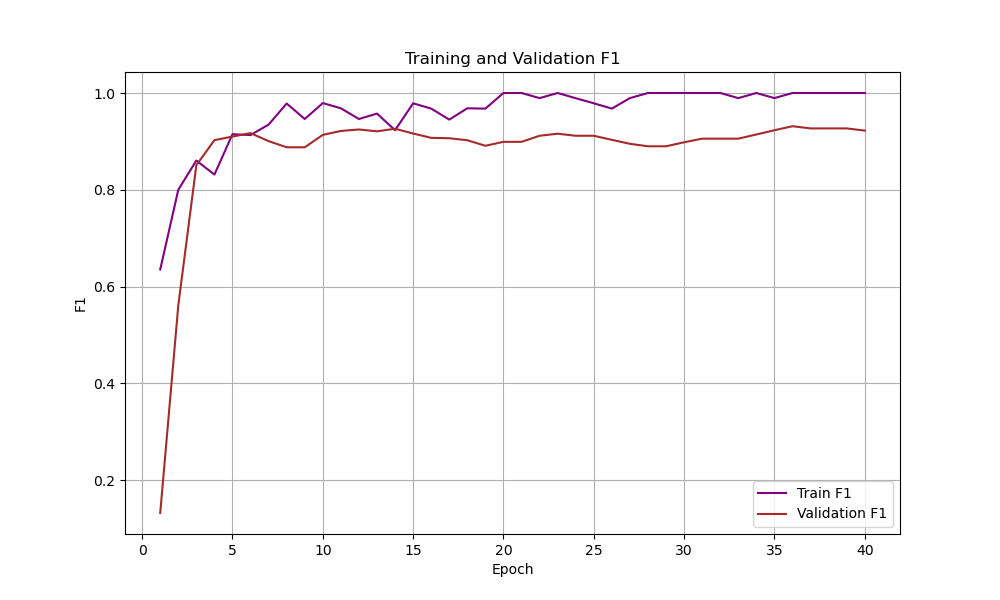 Training and Validation F1
1.0
0.8
0.6
0.4
0.2
F1
0 5 10 15 20 25 30 35 40
Epoch
Train F1
Validation F1